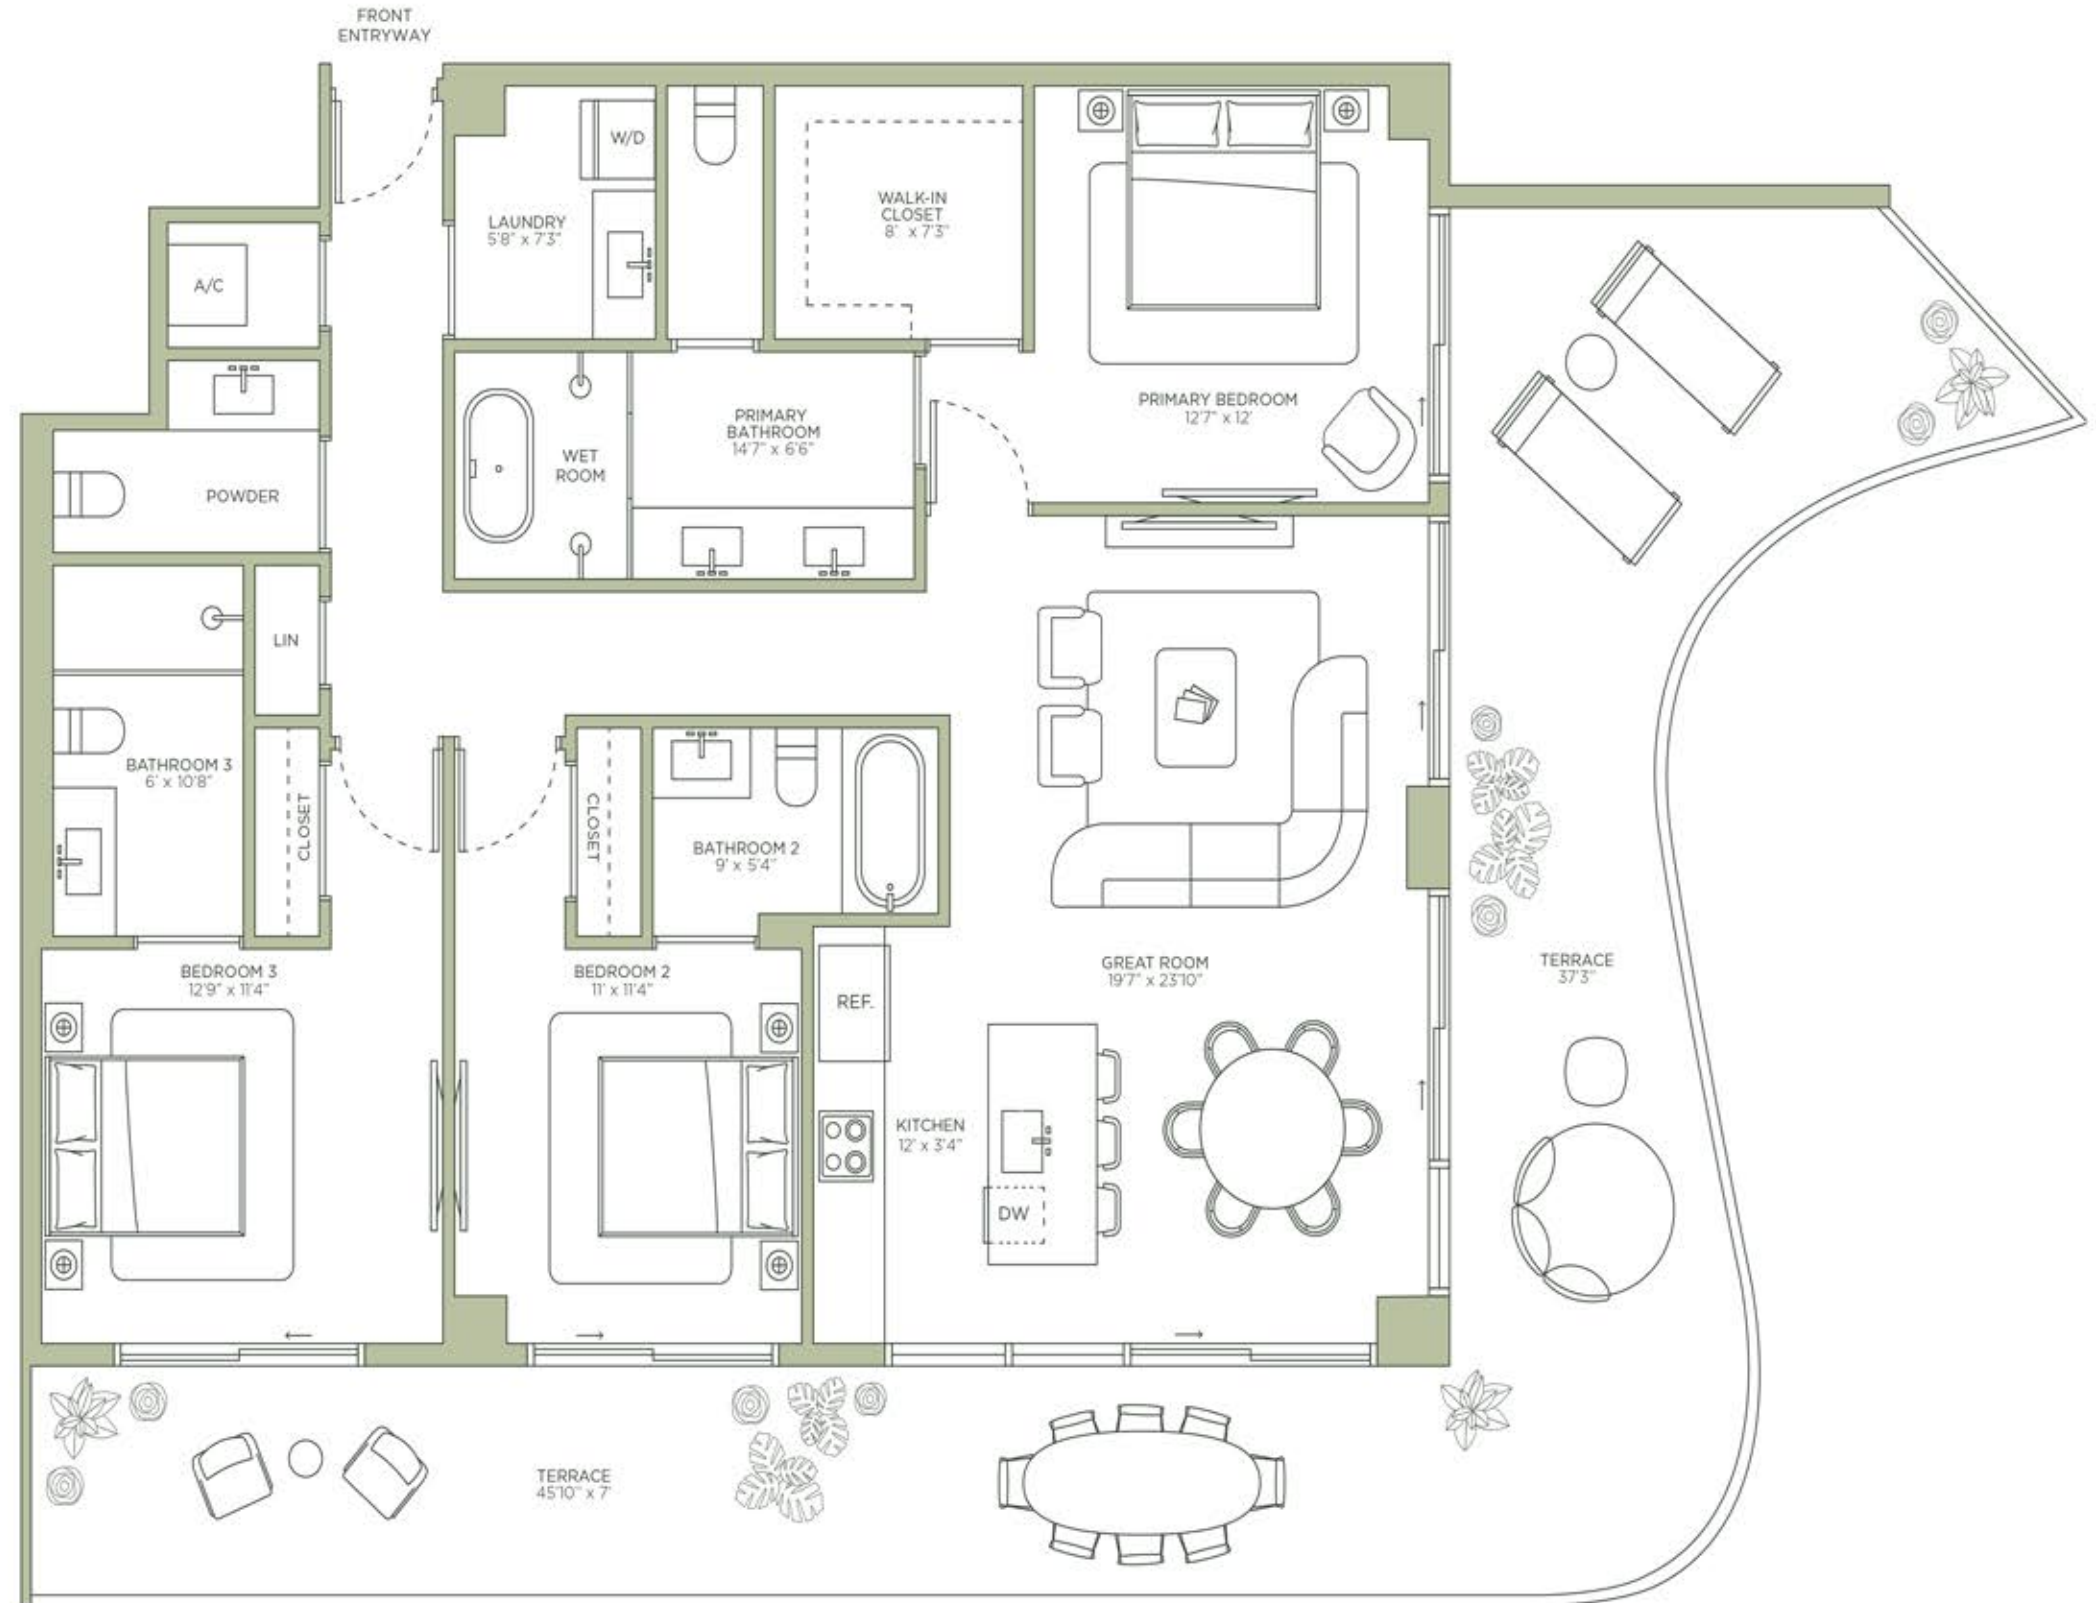 FRONT
ENTRYWAY
W/D
LAUNDRY
5'8" x 7'3"
WALK-IN
CLOSET
8' x 7'3"
A/C
PRIMARY BEDROOM
12'7" x 12'
PRIMARY
BATHROOM
14'7" x 6'6"
WET
ROOM
POWDER
LIN
BATHROOM 3
6' x 10'8"
CLOSET
CLOSET
BATHROOM 2
9' x 5'4"
BEDROOM 3
12'9" x 11'4"
BEDROOM 2
11' x 11'4"
REF.
GREAT ROOM
19'7" x 23'10"
TERRACE
37'3"
KITCHEN
12' x 3'4"
DW
TERRACE
45'10" x 7'